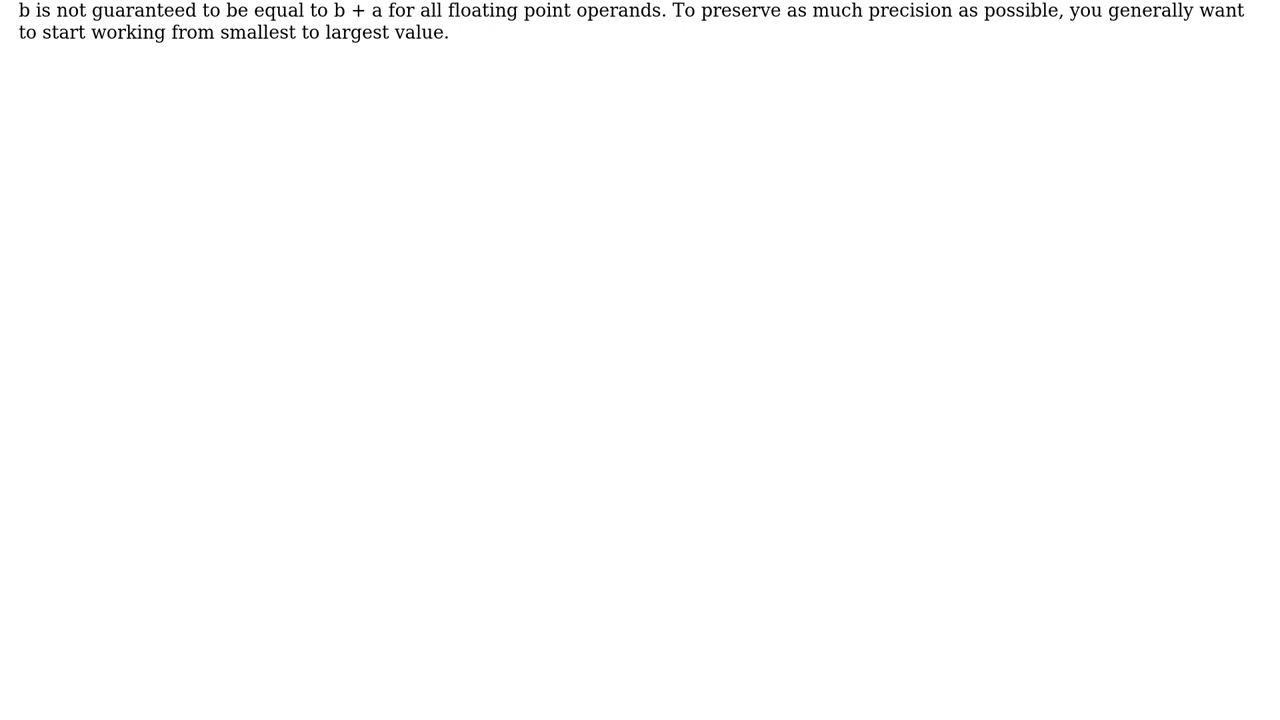 b is not guaranteed to be equal to b + a for all floating point operands. To preserve as much precision as possible, you generally want
to start working from smallest to largest value.